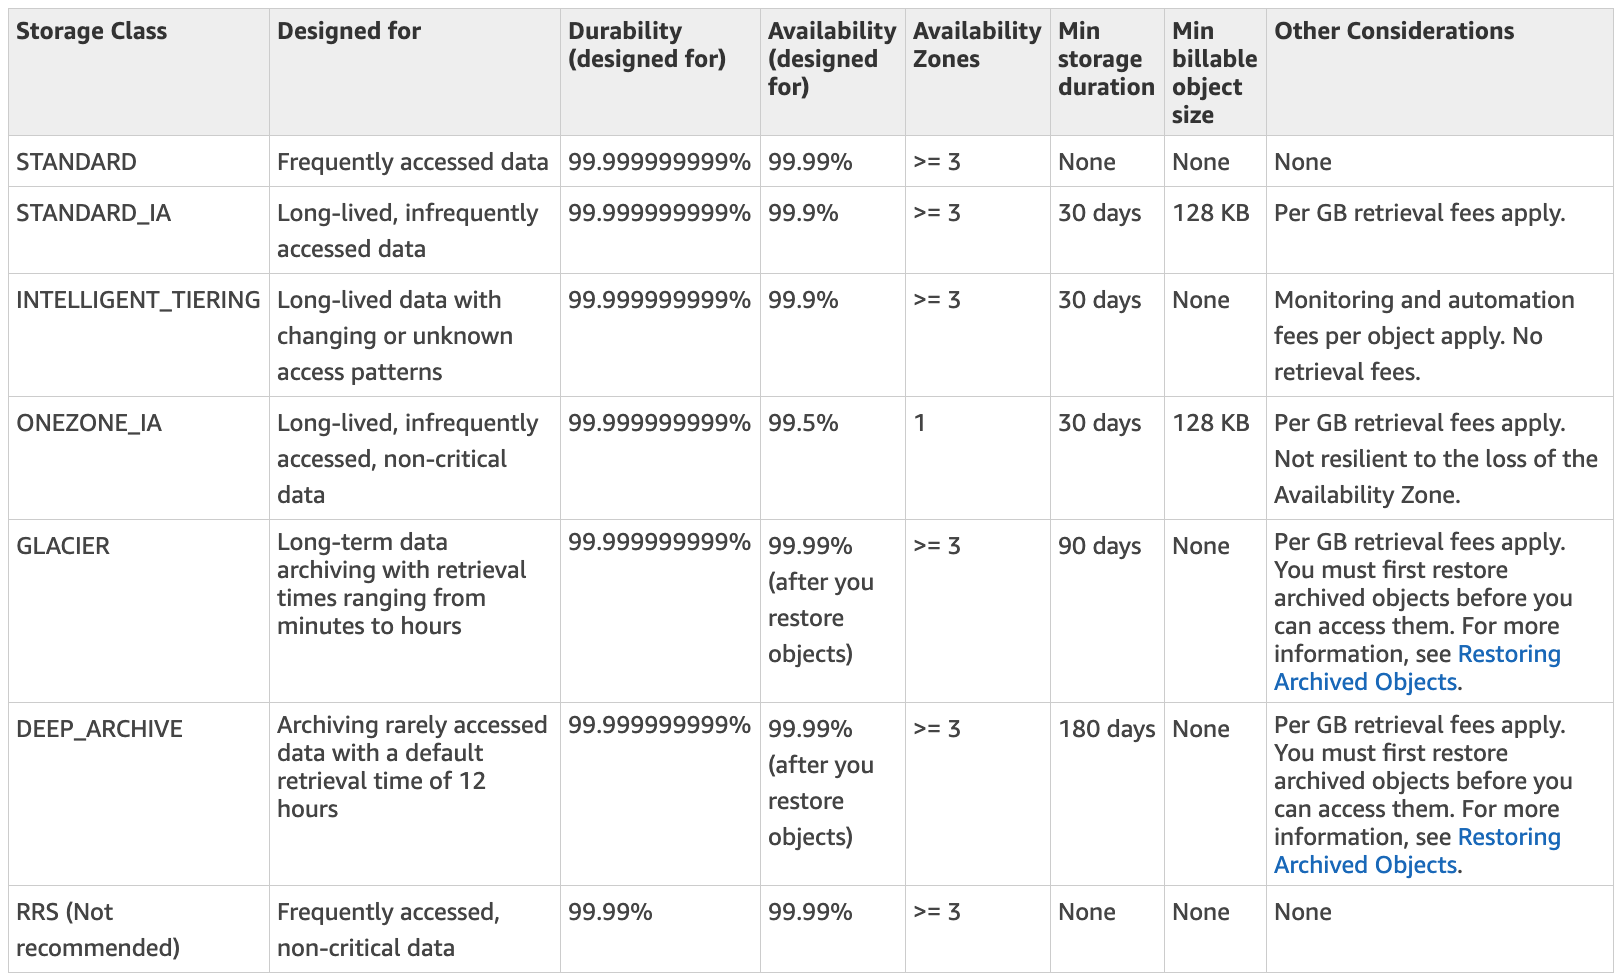 Storage Class
Designed for
Durability
(designed for)
Availability
(designed
for)
Availability
Zones
Min
storage
duration
Min
billable
object
size
Other Considerations
STANDARD
Frequently accessed data
99.999999999%
99.99%
>= 3
None
None
None
STANDARD_IA
Long-lived, infrequently
accessed data
99.999999999%
99.9%
>= 3
30 days
128 KB
Per GB retrieval fees apply.
INTELLIGENT_TIERING
Long-lived data with
changing or unknown
access patterns
99.999999999%
99.9%
>= 3
30 days
None
Monitoring and automation
fees per object apply. No
retrieval fees.
ONEZONE_IA
Long-lived, infrequently
accessed, non-critical
data
99.999999999%
99.5%
1
30 days
128 KB
Per GB retrieval fees apply.
Not resilient to the loss of the
Availability Zone.
GLACIER
Long-term data
archiving with retrieval
times ranging from
minutes to hours
99.999999999%
99.99%
(after you
restore
objects)
>= 3
90 days
None
Per GB retrieval fees apply.
You must first restore
archived objects before you
can access them. For more
information, see Restoring
Archived Objects.
DEEP_ARCHIVE
Archiving rarely accessed
data with a default
retrieval time of 12
hours
99.999999999%
99.99%
(after you
restore
objects)
>= 3
180 days
None
Per GB retrieval fees apply.
You must first restore
archived objects before you
can access them. For more
information, see Restoring
Archived Objects.
RRS (Not
recommended)
Frequently accessed,
non-critical data
99.99%
99.99%
>= 3
None
None
None